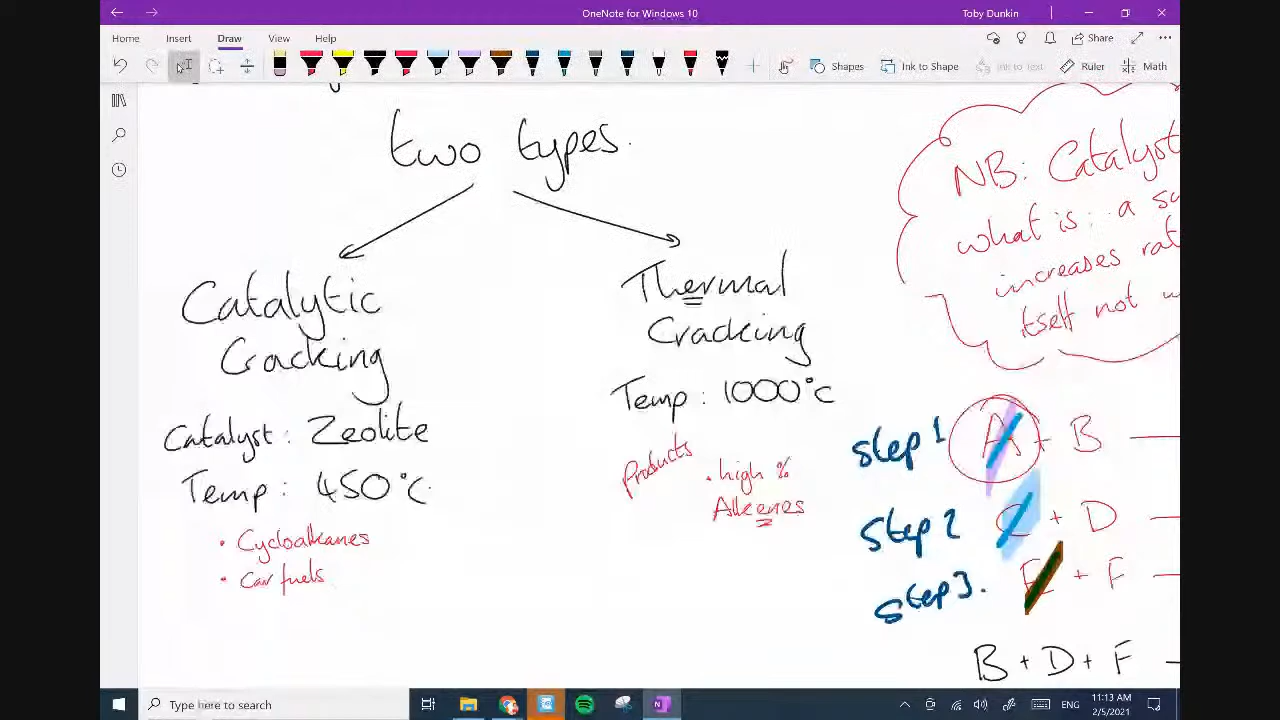 OneNote for Windows 10
Toby Dunkin
Home Insert Draw View Help
Share
Shapes
Ink to Shape
Ink to Text
Ruler
Math
two types.
Catalytic
Cracking
Catalyst : Zeolite
Temp : 450°C
• Cycloalkanes
• Car fuels
Thermal
Cracking
Temp : 1000°C
Products
• high %
Alkenes
NB: Catalyst
what is : a su
increases rat
itself not u
step 1 A + B
step 2 C + D
step 3. E + F
B + D + F
Type here to search
ENG
11:13 AM
2/5/2021